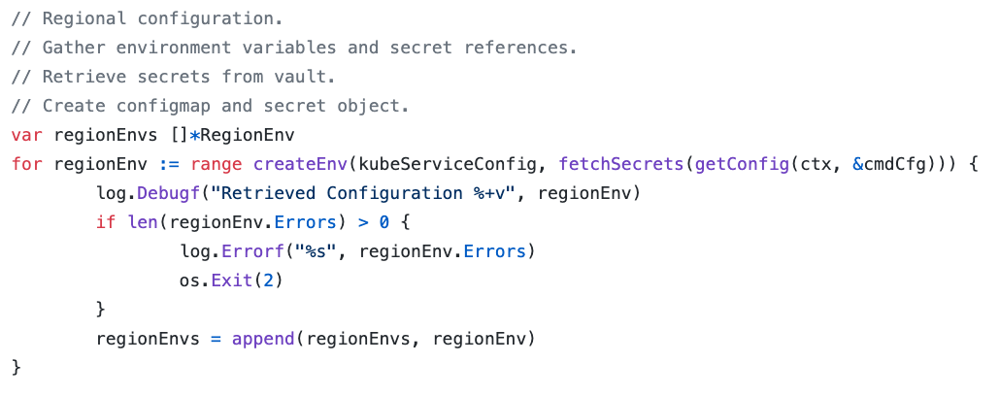 // Regional configuration.
// Gather environment variables and secret references.
// Retrieve secrets from vault.
// Create configmap and secret object.
var regionEnvs []*RegionEnv
for regionEnv := range createEnv(kubeServiceConfig, fetchSecrets(getConfig(ctx, &cmdCfg))) {
        log.Debugf("Retrieved Configuration %+v", regionEnv)
        if len(regionEnv.Errors) > 0 {
                log.Errorf("%s", regionEnv.Errors)
                os.Exit(2)
        }
        regionEnvs = append(regionEnvs, regionEnv)
}